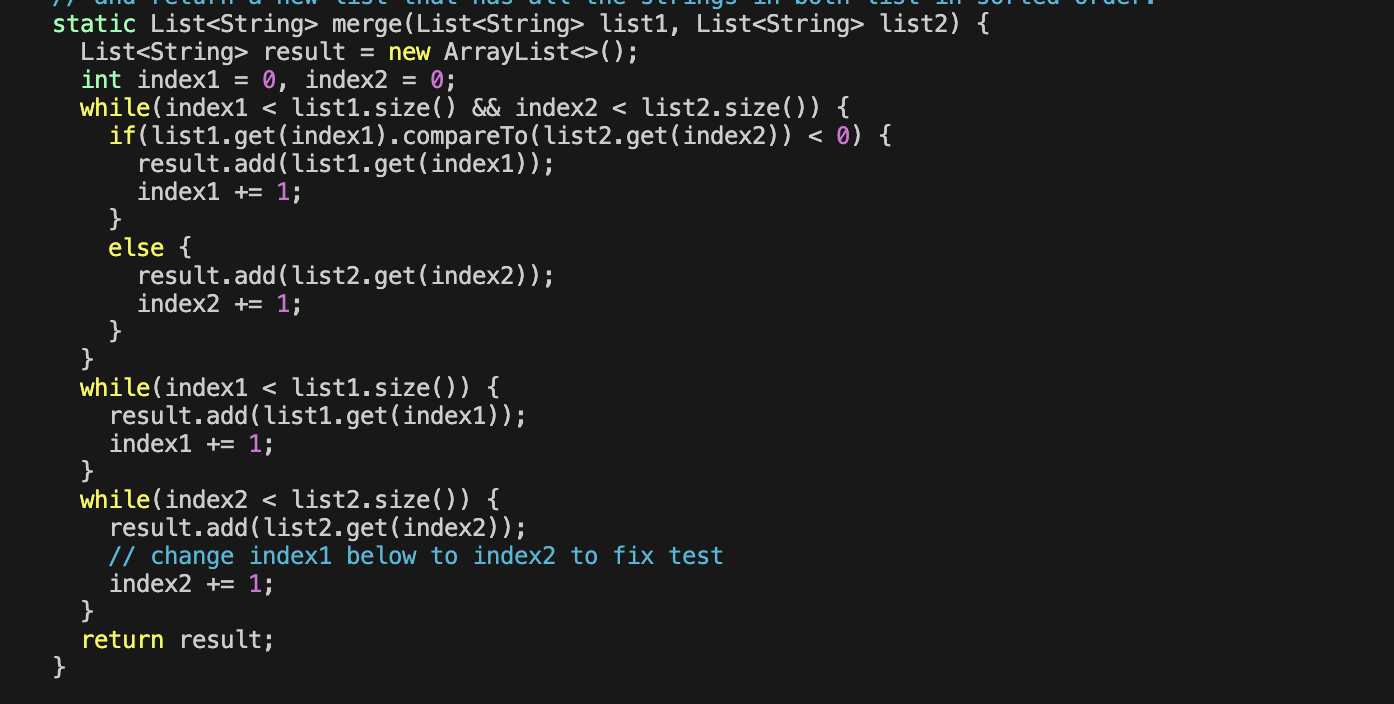 // and return a new list that has all the strings in both list in sorted order.
static List<String> merge(List<String> list1, List<String> list2) {
  List<String> result = new ArrayList<>();
  int index1 = 0, index2 = 0;
  while(index1 < list1.size() && index2 < list2.size()) {
    if(list1.get(index1).compareTo(list2.get(index2)) < 0) {
      result.add(list1.get(index1));
      index1 += 1;
    }
    else {
      result.add(list2.get(index2));
      index2 += 1;
    }
  }
  while(index1 < list1.size()) {
    result.add(list1.get(index1));
    index1 += 1;
  }
  while(index2 < list2.size()) {
    result.add(list2.get(index2));
    // change index1 below to index2 to fix test
    index2 += 1;
  }
  return result;
}